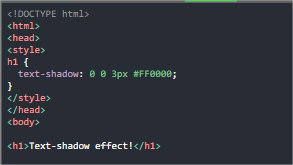 <!DOCTYPE html>
<html>
<head>
<style>
h1 {
  text-shadow: 0 0 3px #FF0000;
}
</style>
</head>
<body>
<h1>Text-shadow effect!</h1>